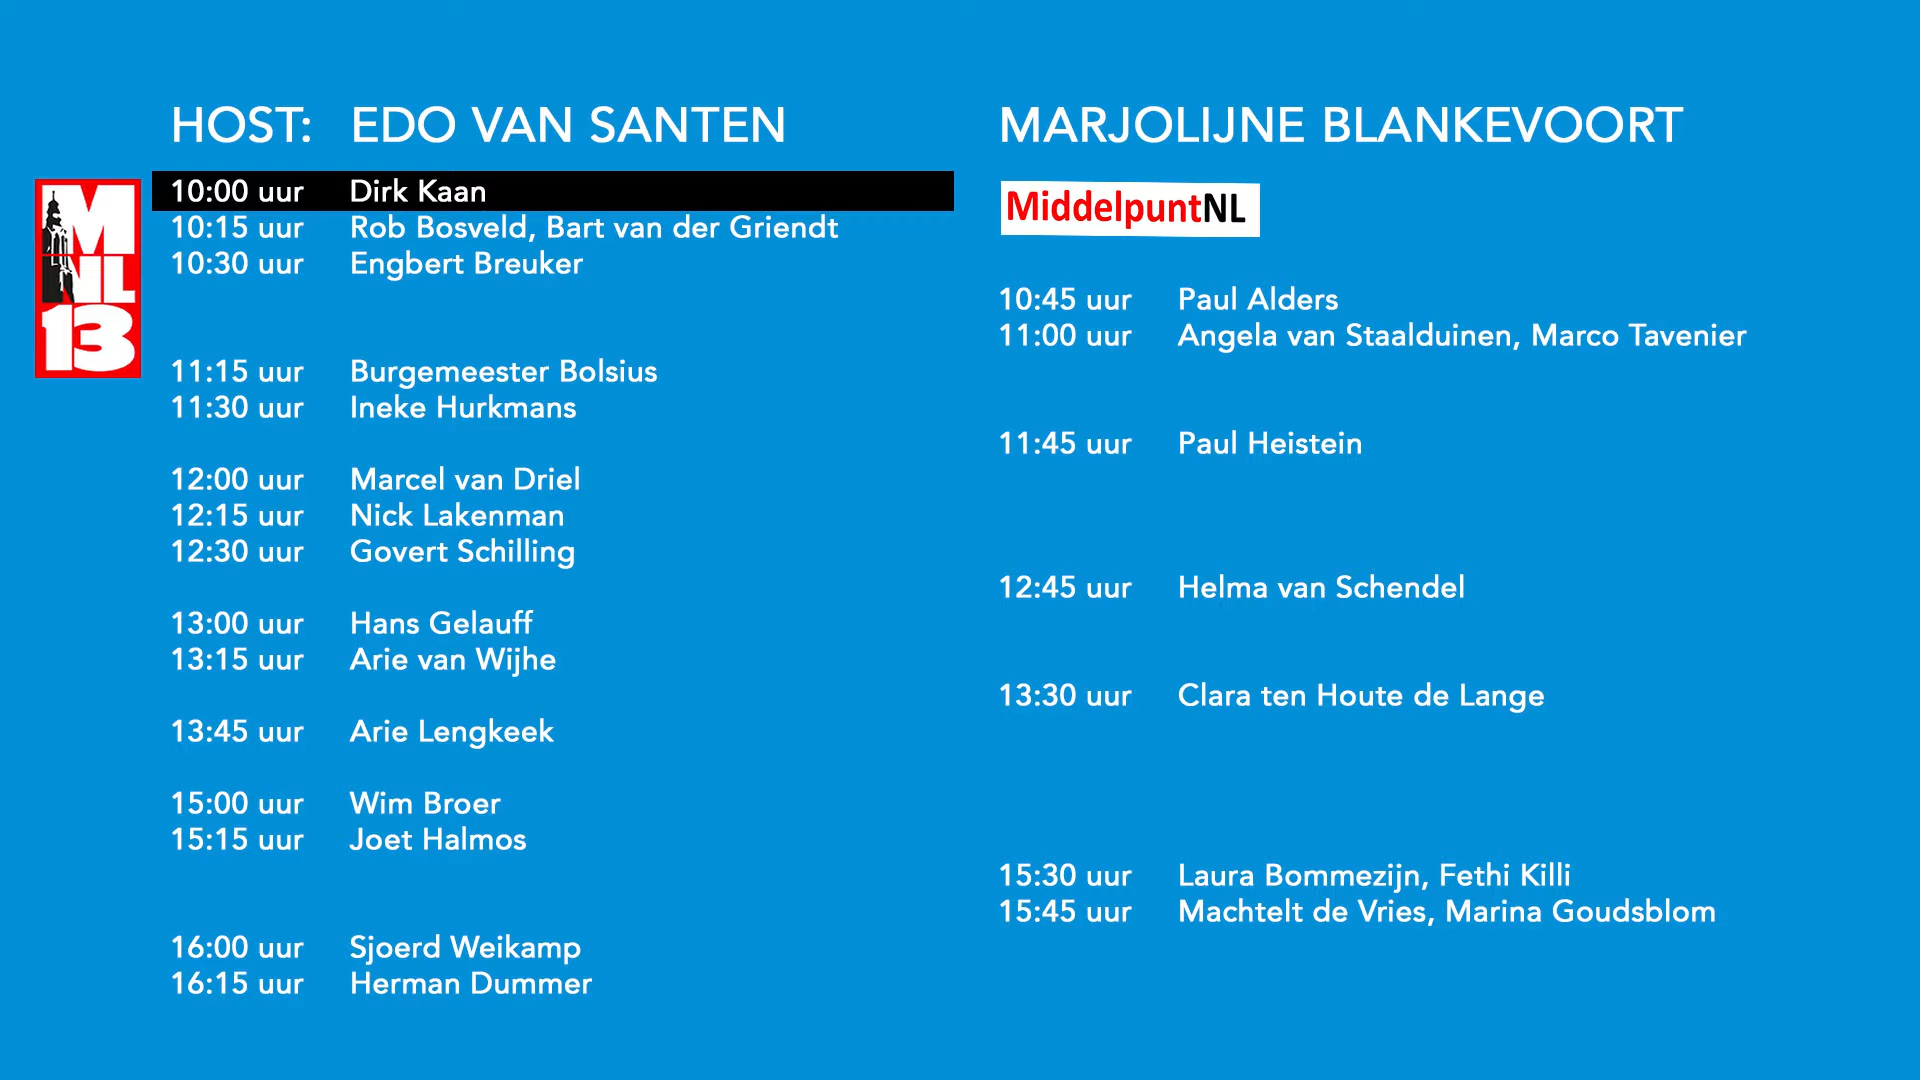 HOST: EDO VAN SANTEN
10:00 uur Dirk Kaan
10:15 uur Rob Bosveld, Bart van der Griendt
10:30 uur Engbert Breuker
11:15 uur Burgemeester Bolsius
11:30 uur Ineke Hurkmans
12:00 uur Marcel van Driel
12:15 uur Nick Lakenman
12:30 uur Govert Schilling
13:00 uur Hans Gelauff
13:15 uur Arie van Wijhe
13:45 uur Arie Lengkeek
15:00 uur Wim Broer
15:15 uur Joet Halmos
16:00 uur Sjoerd Weikamp
16:15 uur Herman Dummer
M
NL
13
MARJOLIJNE BLANKEVOORT
MiddelpuntNL
10:45 uur Paul Alders
11:00 uur Angela van Staalduinen, Marco Tavenier
11:45 uur Paul Heistein
12:45 uur Helma van Schendel
13:30 uur Clara ten Houte de Lange
15:30 uur Laura Bommezijn, Fethi Killi
15:45 uur Machtelt de Vries, Marina Goudsblom